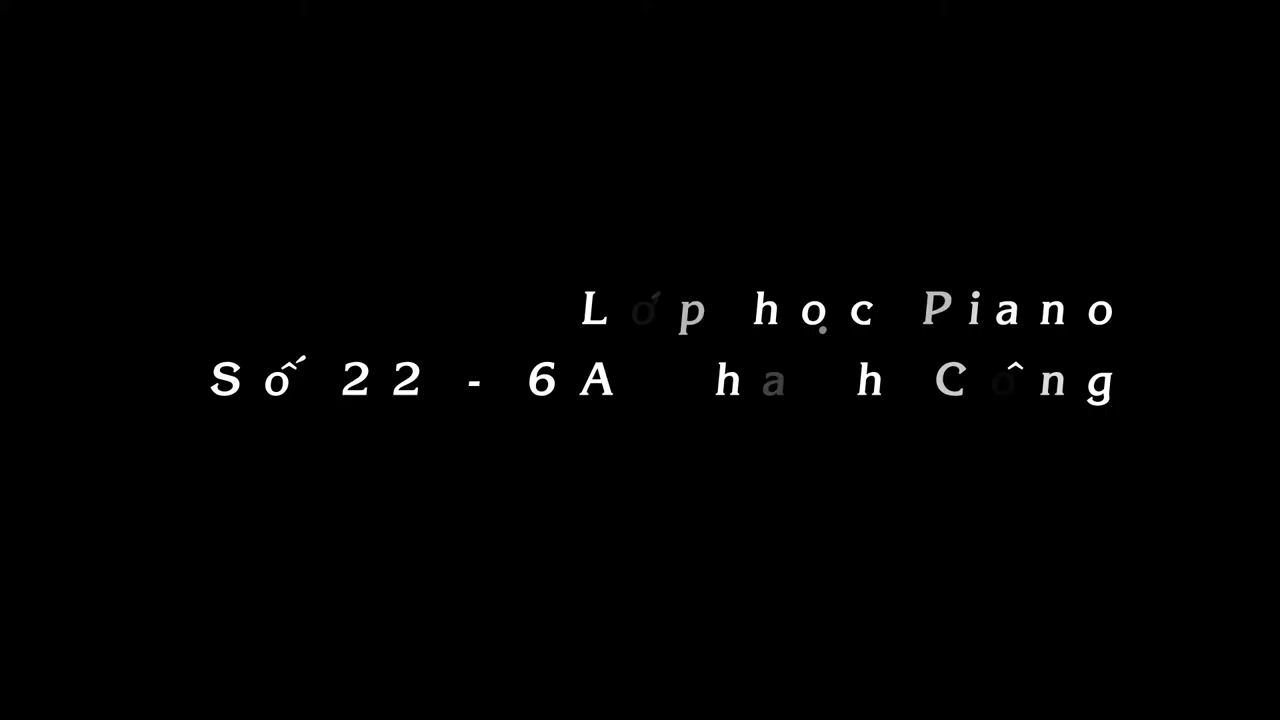 Lớp học Piano
Số 22 - 6A Công